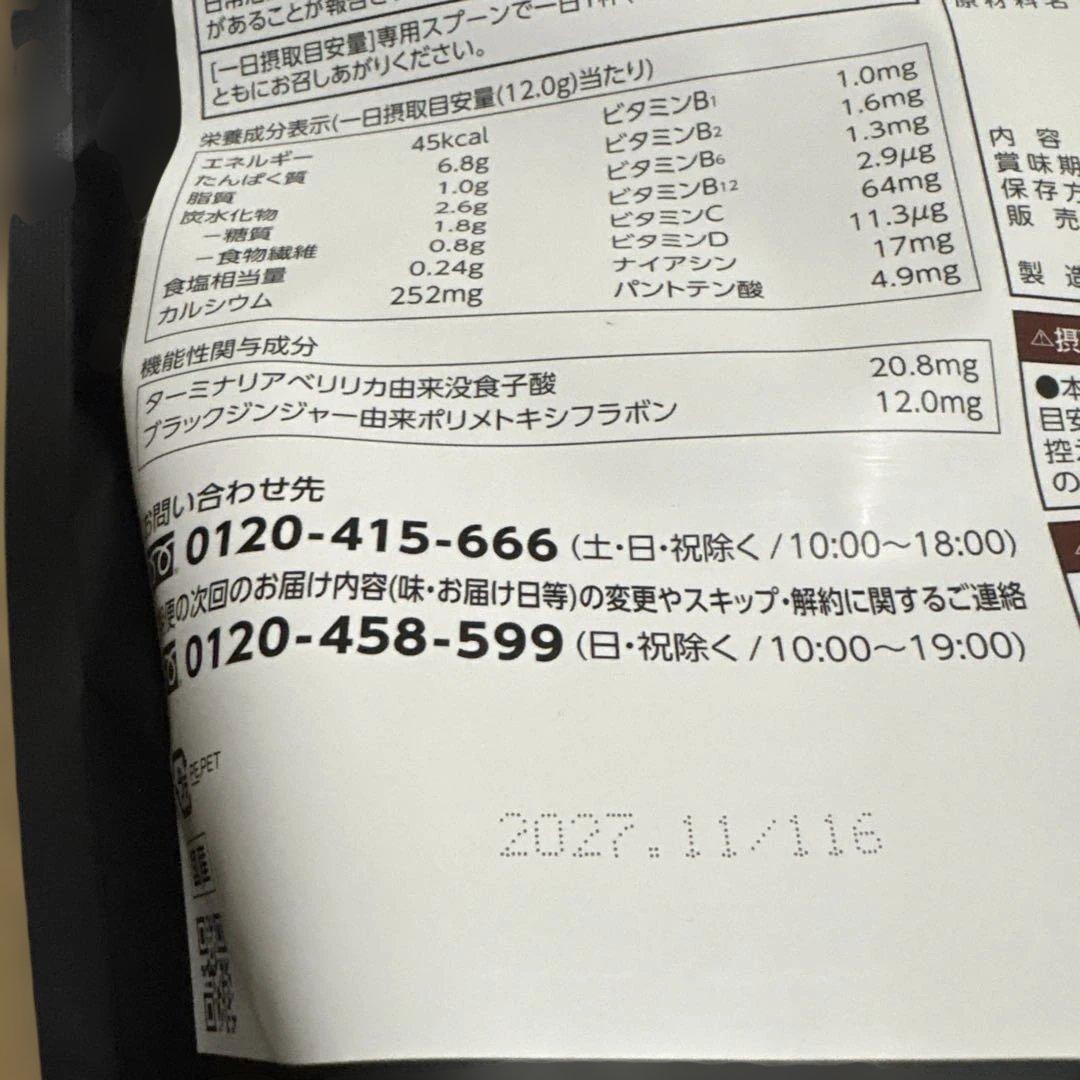 があることが報告さ
[一日摂取目安量]専用スプーンで一日1杯、
ともにお召しあがりください。
栄養成分表示(一日摂取目安量(12.0g)当たり)
エネルギー 45kcal
たんぱく質 6.8g
脂質 1.0g
炭水化物 2.6g
－糖質 1.8g
－食物繊維 0.8g
食塩相当量 0.24g
カルシウム 252mg
ビタミンB1 1.0mg
ビタミンB2 1.6mg
ビタミンB6 1.3mg
ビタミンB12 2.9μg
ビタミンC 64mg
ビタミンD 11.3μg
ナイアシン 17mg
パントテン酸 4.9mg
機能性関与成分
ターミナリアベリリカ由来没食子酸 20.8mg
ブラックジンジャー由来ポリメトキシフラボン 12.0mg
お問い合わせ先
0120-415-666 (土・日・祝除く/10:00～18:00)
の次回のお届け内容(味・お届け日等)の変更やスキップ・解約に関するご連絡
0120-458-599 (日・祝除く/10:00～19:00)
PE,PET
2027.11/116
原材料名
内容
賞味期
保存方
販売
製造
⚠摂
●本
目安
控え
の